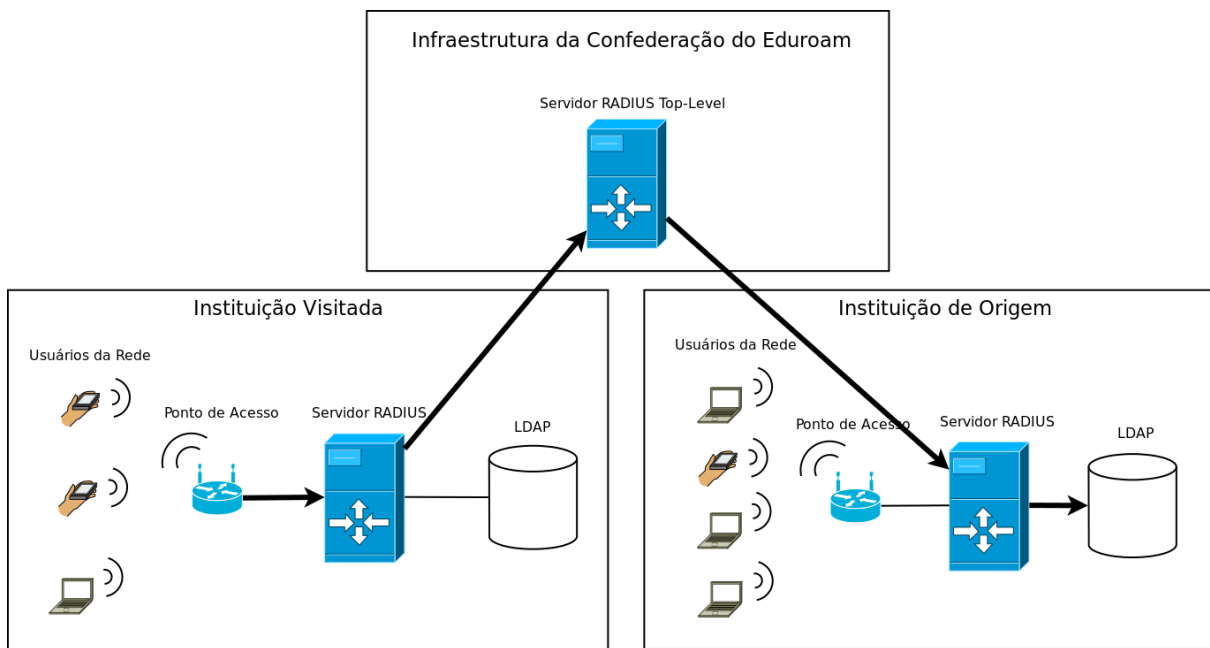 Infraestrutura da Confederação do Eduroam
Servidor RADIUS Top-Level
Instituição Visitada
Usuários da Rede
Ponto de Acesso
Servidor RADIUS
LDAP
Instituição de Origem
Usuários da Rede
Ponto de Acesso
Servidor RADIUS
LDAP